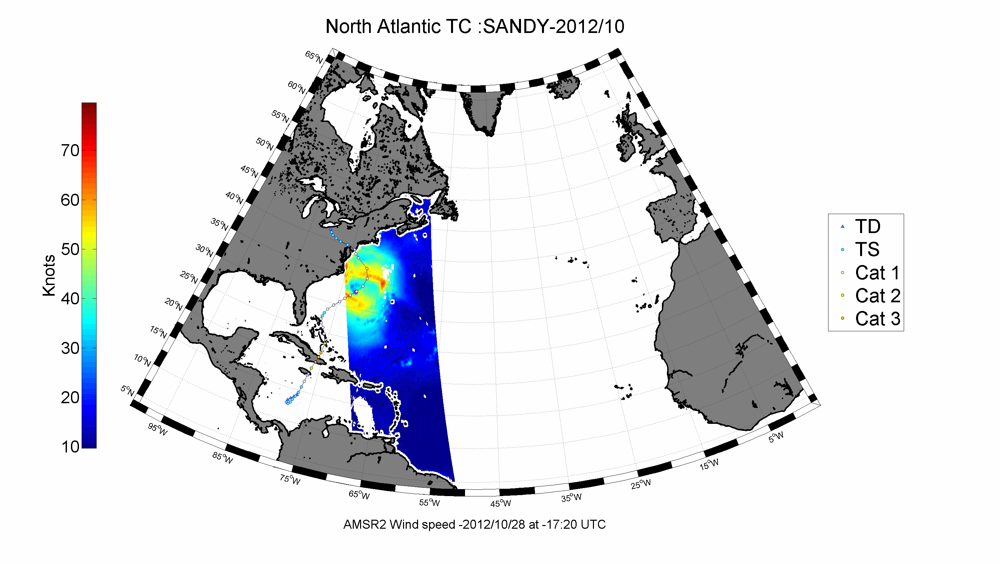 North Atlantic TC :SANDY-2012/10
65°N
60°N
55°N
50°N
45°N
40°N
35°N
30°N
25°N
20°N
15°N
10°N
5°N
95°W
85°W
75°W
65°W
55°W
45°W
35°W
25°W
15°W
5°W
Knots
70
60
50
40
30
20
10
TD
TS
Cat 1
Cat 2
Cat 3
AMSR2 Wind speed -2012/10/28 at -17:20 UTC